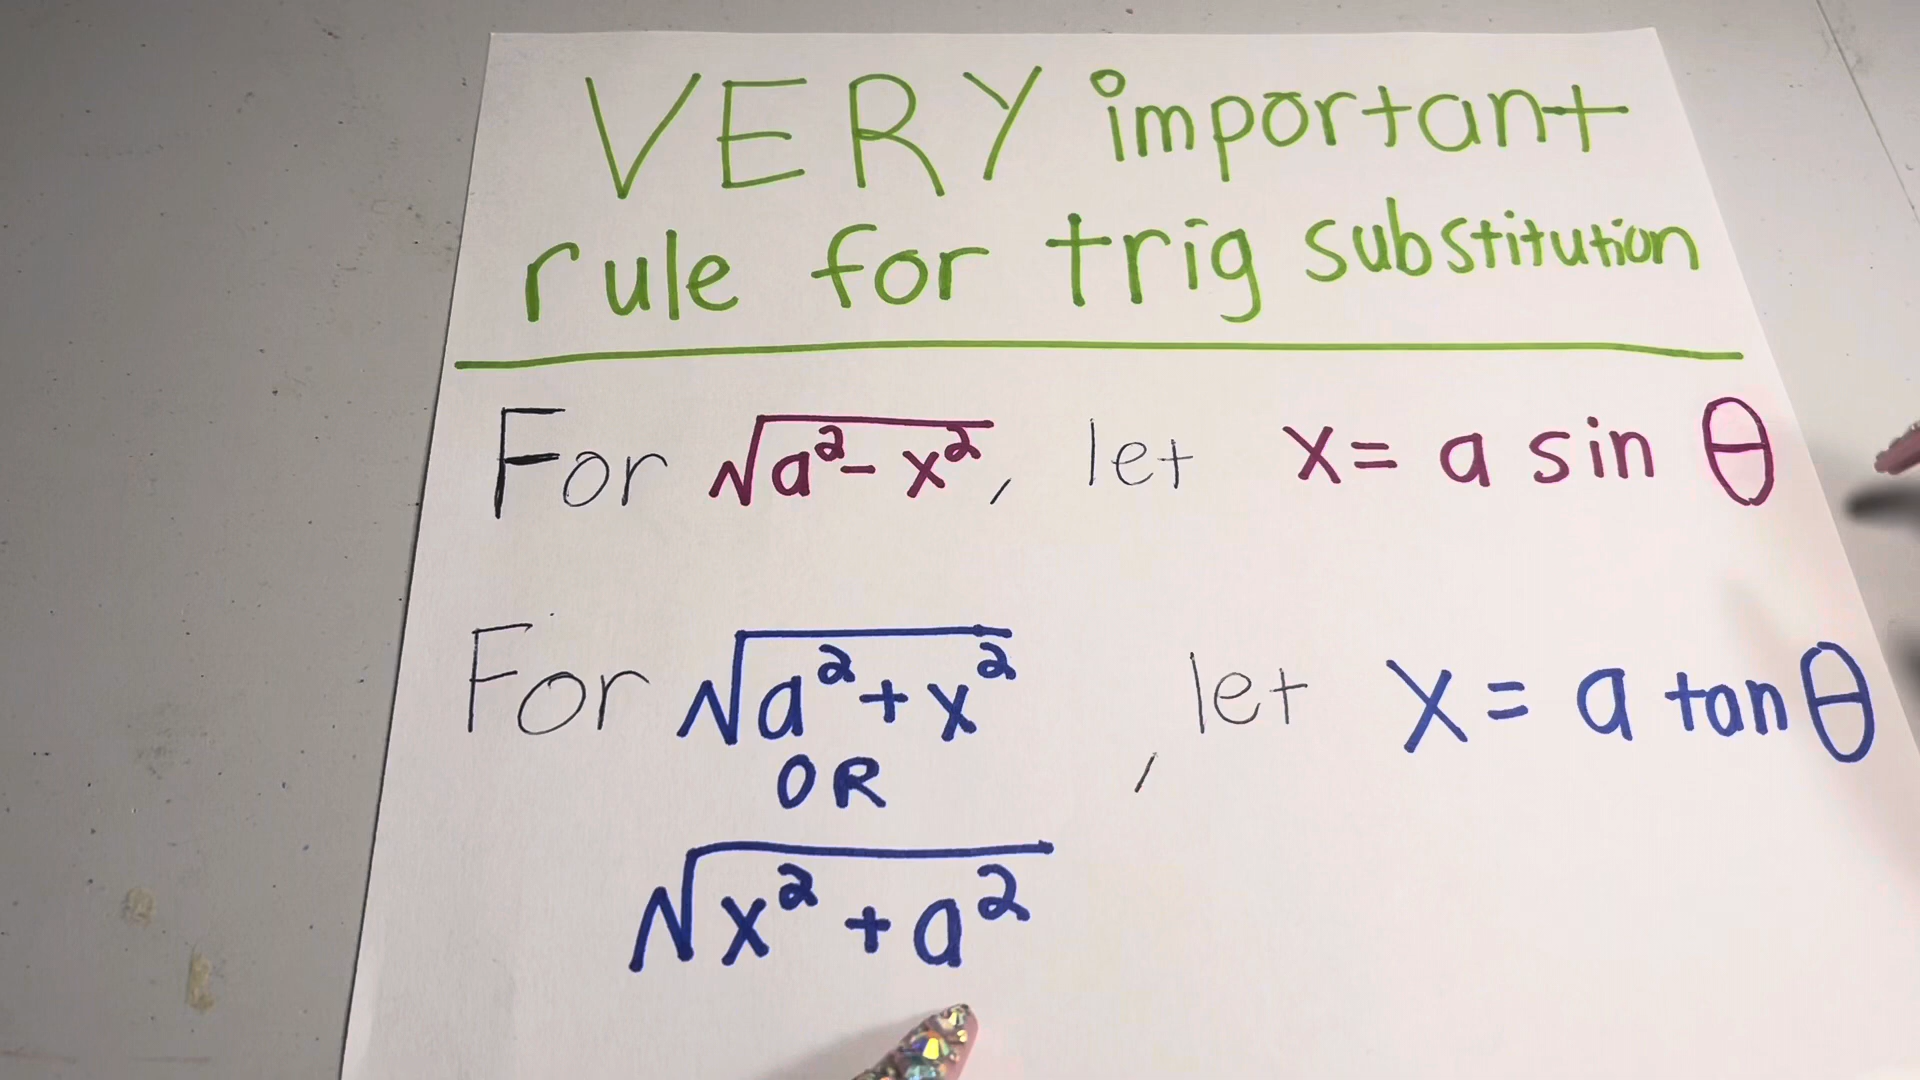 VERY important
rule for trig substitution
For √a²- x², let x= a sin θ
For √a²+x² , let x = a tan θ
OR
√x² + a²